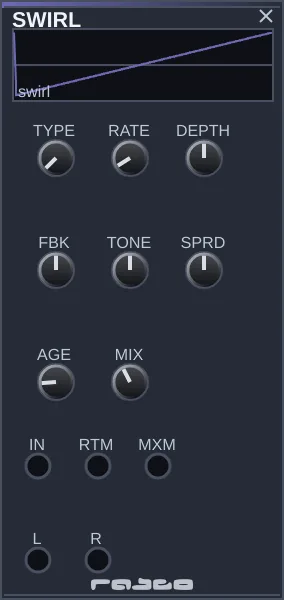 SWIRL
swirl
TYPE RATE DEPTH
FBK TONE SPRD
AGE MIX
IN RTM MXM
L R